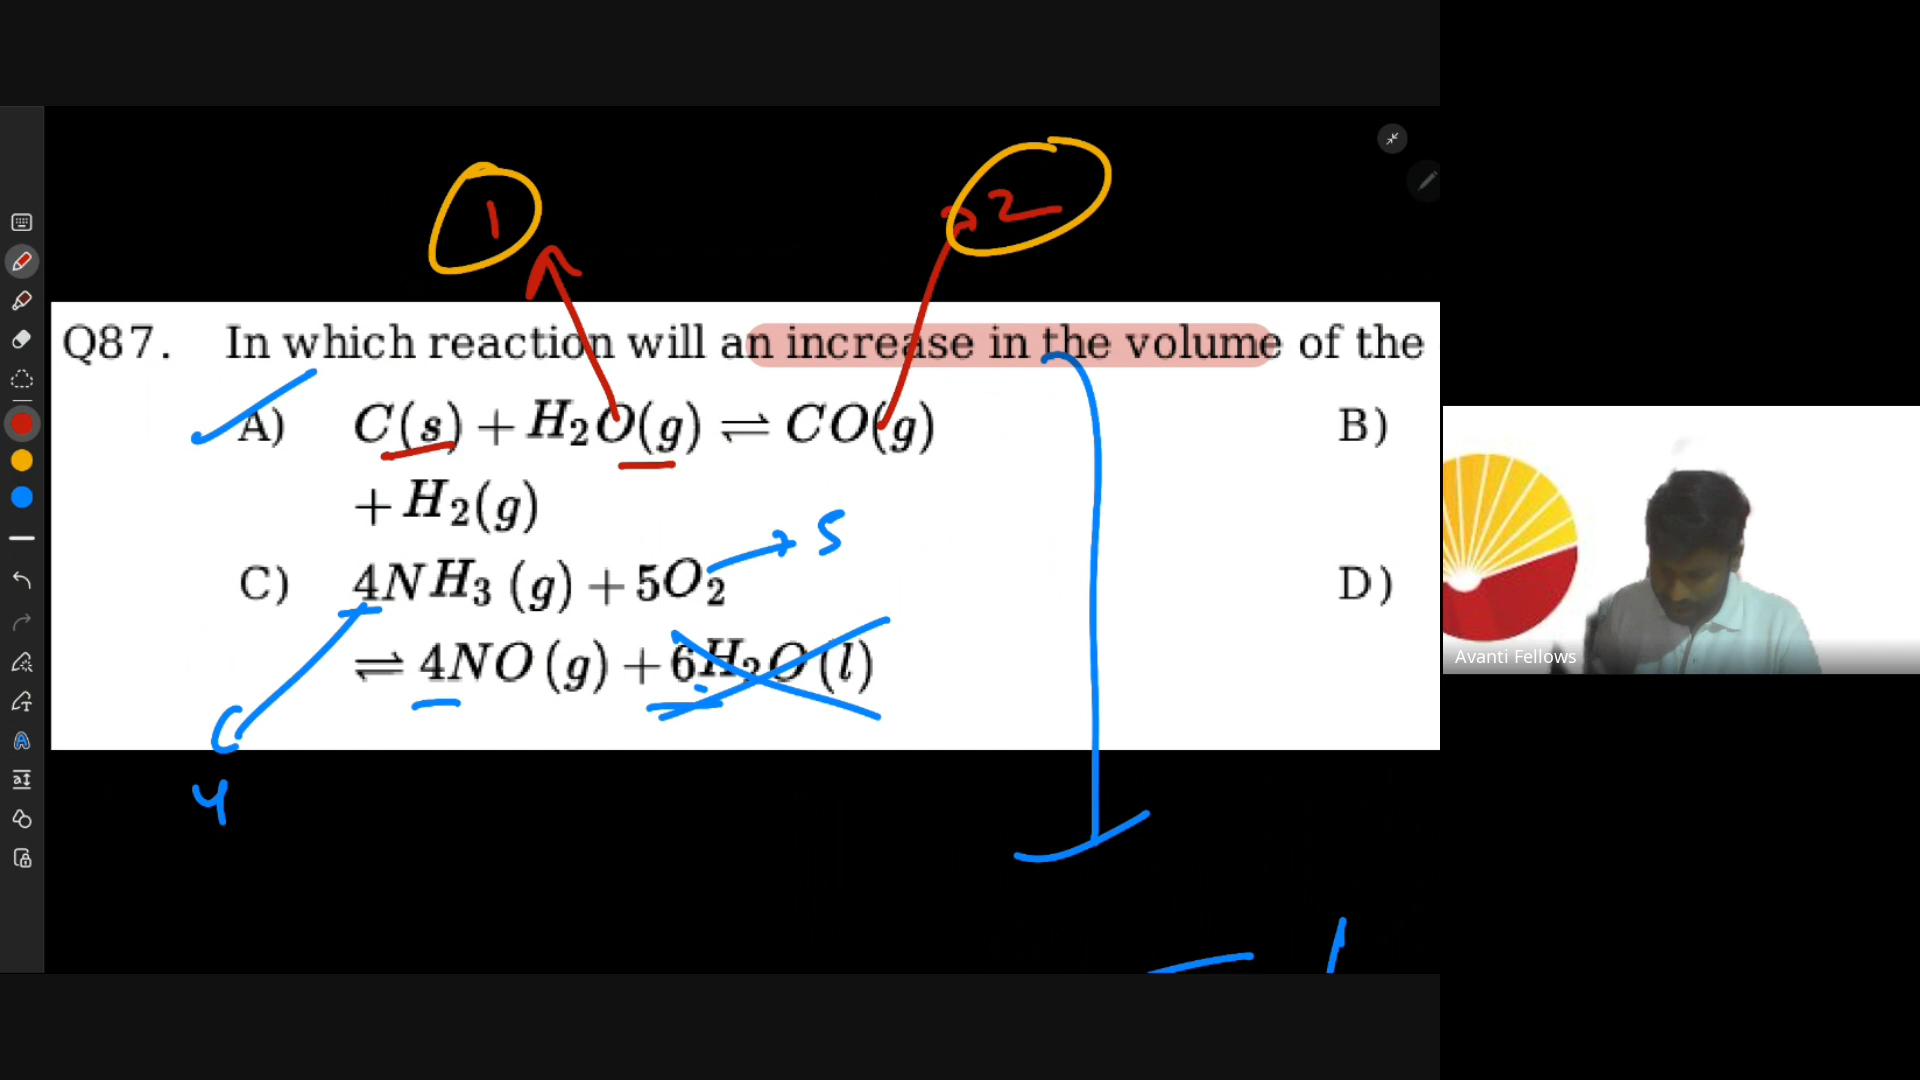 1
2
Q87. In which reaction will an increase in the volume of the
A) C(s) + H₂O(g) ⇌ CO(g) B)
+ H₂(g)
5
C) 4NH₃ (g) + 5O₂ D)
⇌ 4NO (g) + 6H₂O (l)
Avanti Fellows
4